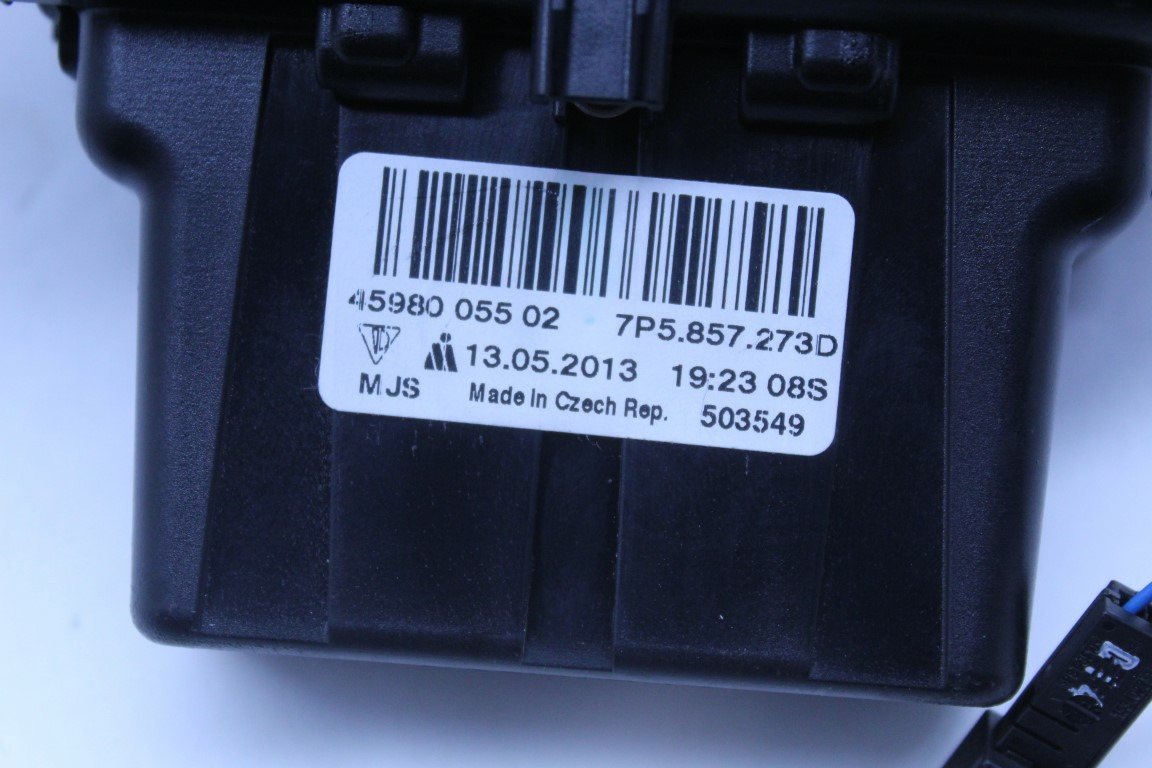 45980 055 02 7P5.857.273D
13.05.2013 19:23 08S
MJS Made in Czech Rep. 503549